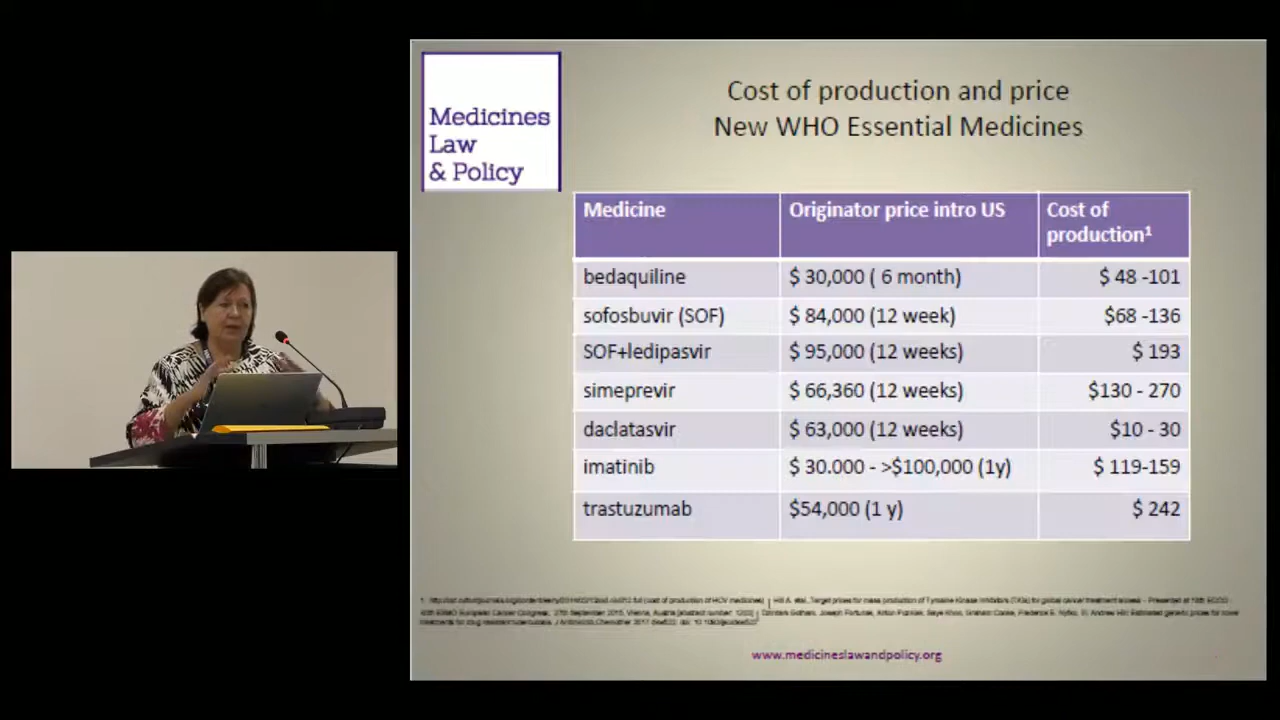 Medicines
Law
& Policy
Cost of production and price
New WHO Essential Medicines
Medicine Originator price intro US Cost of
production¹
bedaquiline $ 30,000 ( 6 month) $ 48 -101
sofosbuvir (SOF) $ 84,000 (12 week) $68 -136
SOF+ledipasvir $ 95,000 (12 weeks) $ 193
simeprevir $ 66,360 (12 weeks) $130 - 270
daclatasvir $ 63,000 (12 weeks) $10 - 30
imatinib $ 30.000 - >$100,000 (1y) $ 119-159
trastuzumab $54,000 (1 y) $ 242
www.medicineslawandpolicy.org